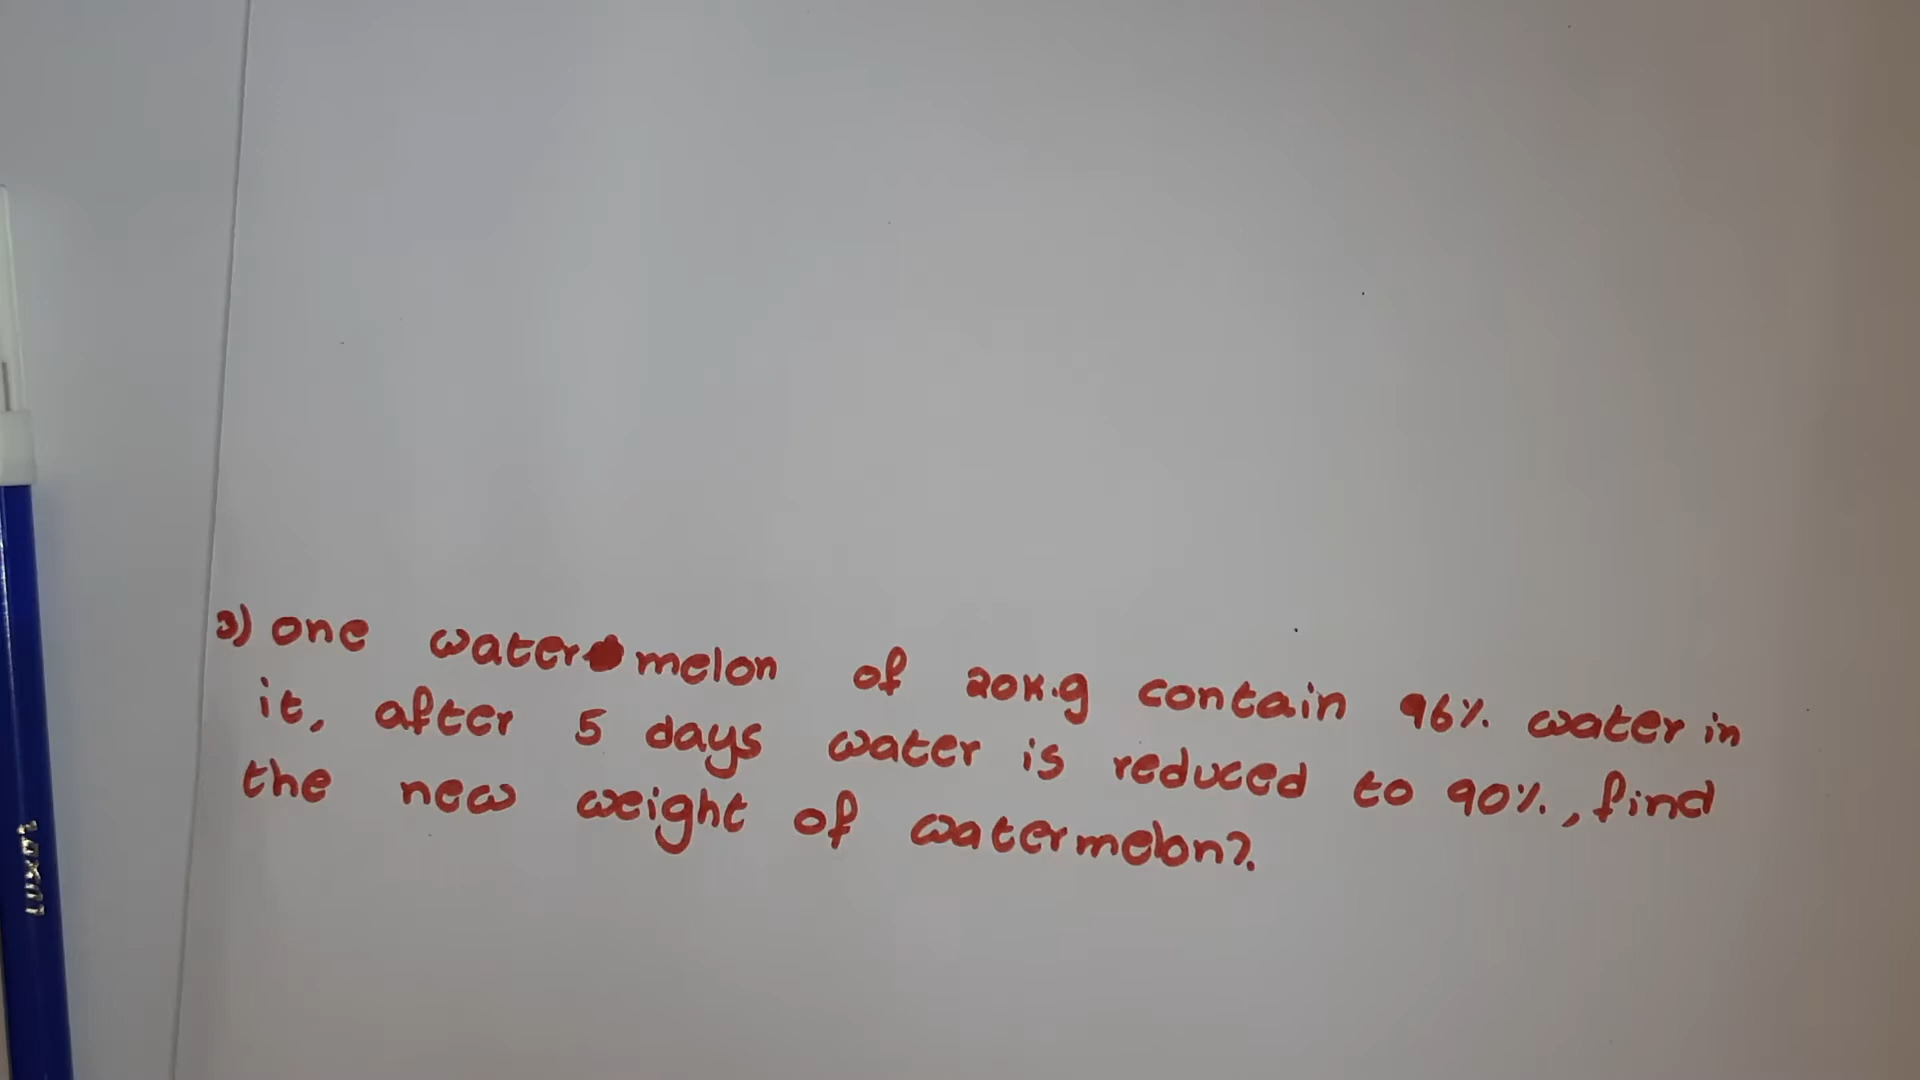 3) one water melon of 20K.g contain 96% water in
it, after 5 days water is reduced to 90%., find
the new weight of watermelon?.
Luxor